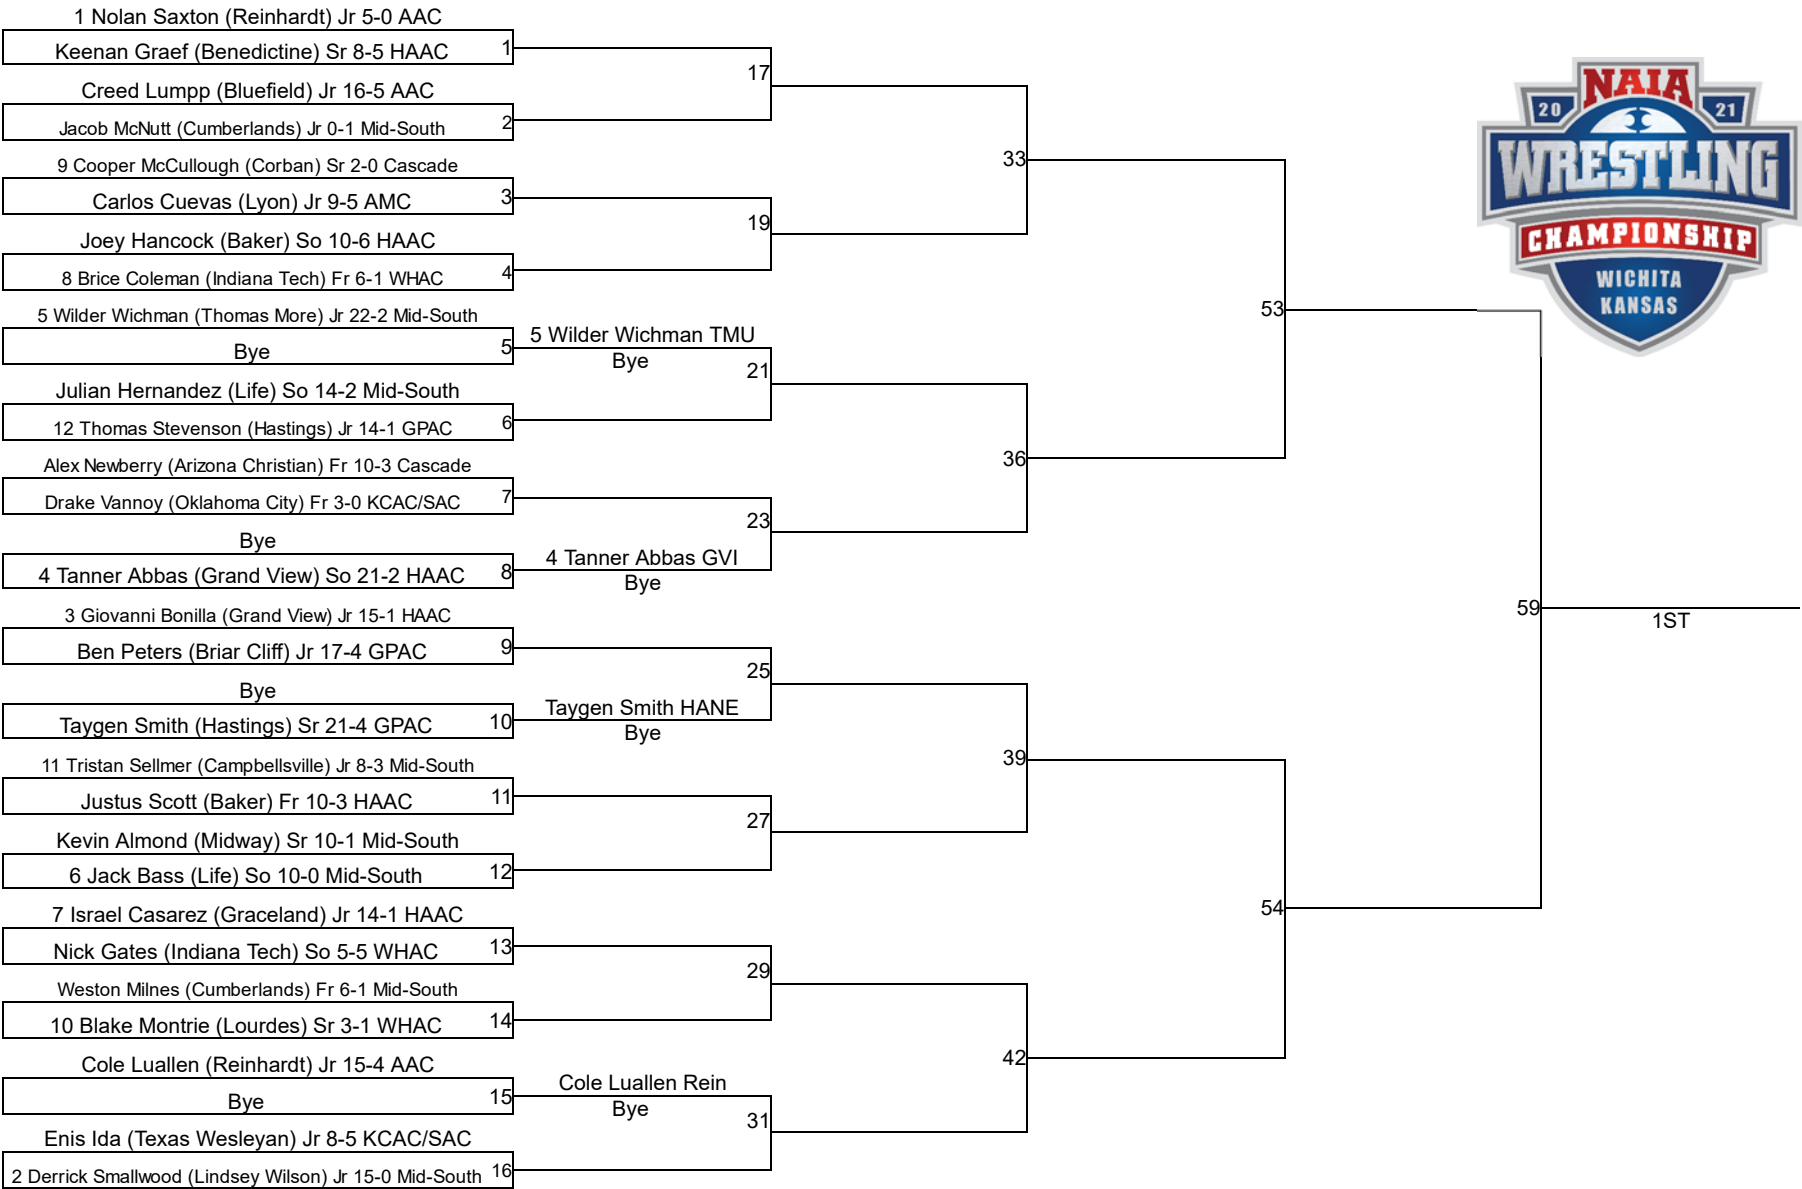 1 Nolan Saxton (Reinhardt) Jr 5-0 AAC
Keenan Graef (Benedictine) Sr 8-5 HAAC
1
17
Creed Lumpp (Bluefield) Jr 16-5 AAC
Jacob McNutt (Cumberlands) Jr 0-1 Mid-South
2
33
9 Cooper McCullough (Corban) Sr 2-0 Cascade
Carlos Cuevas (Lyon) Jr 9-5 AMC
3
19
Joey Hancock (Baker) So 10-6 HAAC
8 Brice Coleman (Indiana Tech) Fr 6-1 WHAC
4
53
5 Wilder Wichman (Thomas More) Jr 22-2 Mid-South
Bye
5
5 Wilder Wichman TMU
Bye
21
Julian Hernandez (Life) So 14-2 Mid-South
12 Thomas Stevenson (Hastings) Jr 14-1 GPAC
6
36
Alex Newberry (Arizona Christian) Fr 10-3 Cascade
Drake Vannoy (Oklahoma City) Fr 3-0 KCAC/SAC
7
23
Bye
4 Tanner Abbas (Grand View) So 21-2 HAAC
8
4 Tanner Abbas GVI
Bye
59
1ST
3 Giovanni Bonilla (Grand View) Jr 15-1 HAAC
Ben Peters (Briar Cliff) Jr 17-4 GPAC
9
25
Bye
Taygen Smith (Hastings) Sr 21-4 GPAC
10
Taygen Smith HANE
Bye
39
11 Tristan Sellmer (Campbellsville) Jr 8-3 Mid-South
Justus Scott (Baker) Fr 10-3 HAAC
11
27
Kevin Almond (Midway) Sr 10-1 Mid-South
6 Jack Bass (Life) So 10-0 Mid-South
12
54
7 Israel Casarez (Graceland) Jr 14-1 HAAC
Nick Gates (Indiana Tech) So 5-5 WHAC
13
29
Weston Milnes (Cumberlands) Fr 6-1 Mid-South
10 Blake Montrie (Lourdes) Sr 3-1 WHAC
14
42
Cole Luallen (Reinhardt) Jr 15-4 AAC
Bye
15
Cole Luallen Rein
Bye
31
Enis Ida (Texas Wesleyan) Jr 8-5 KCAC/SAC
2 Derrick Smallwood (Lindsey Wilson) Jr 15-0 Mid-South
16
NAIA
20 21
WRESTLING
CHAMPIONSHIP
WICHITA
KANSAS